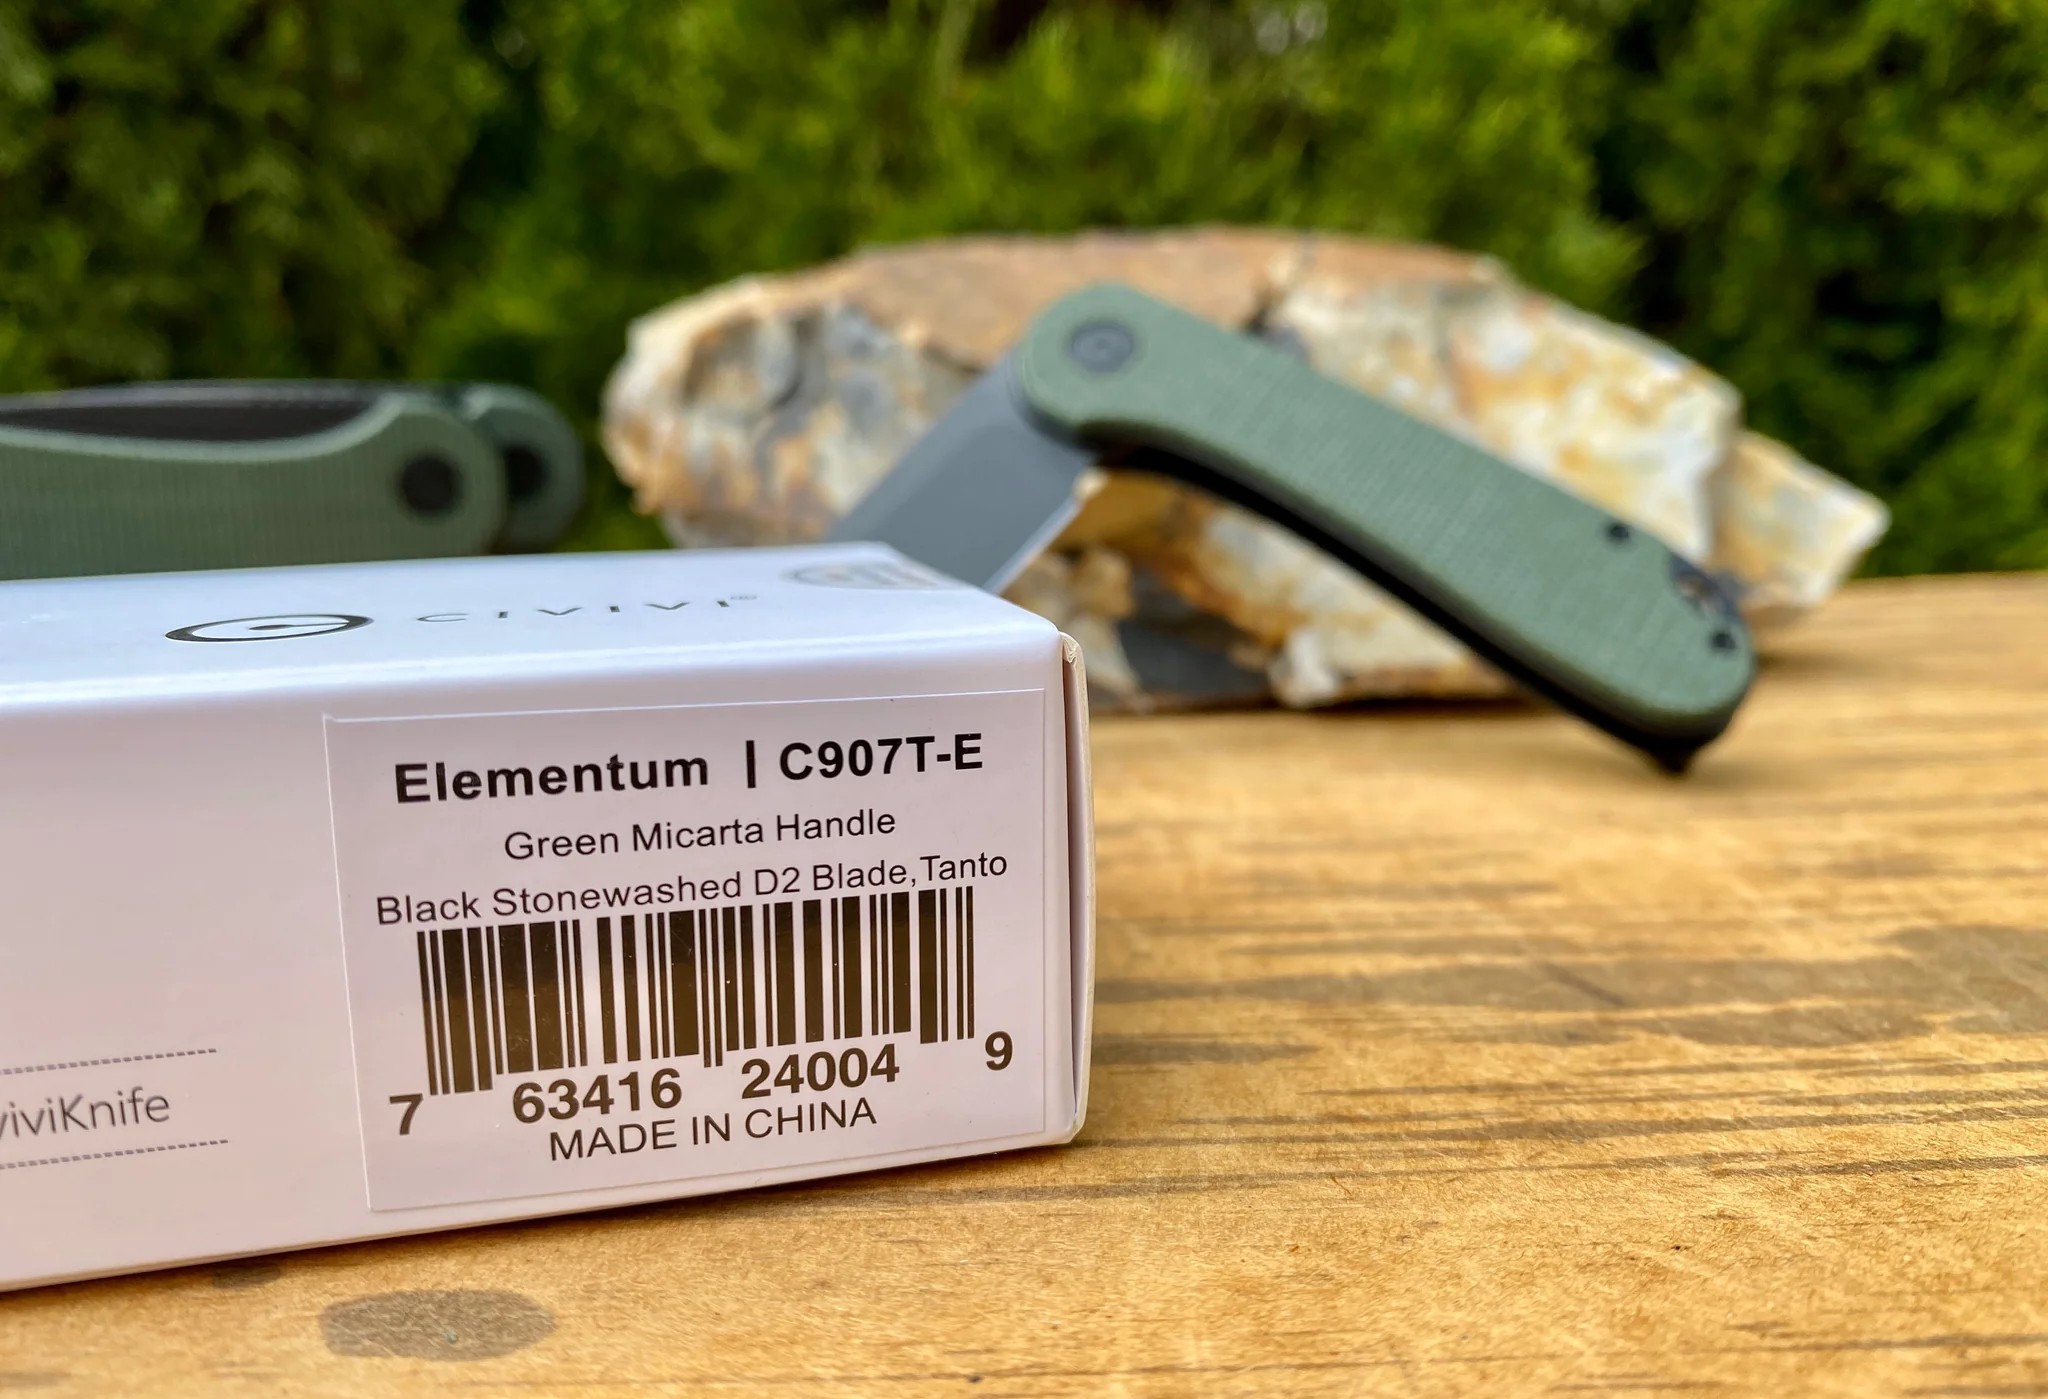 CIVIVI®
Elementum | C907T-E
Green Micarta Handle
Black Stonewashed D2 Blade,Tanto
7 63416 24004 9
MADE IN CHINA
viviKnife